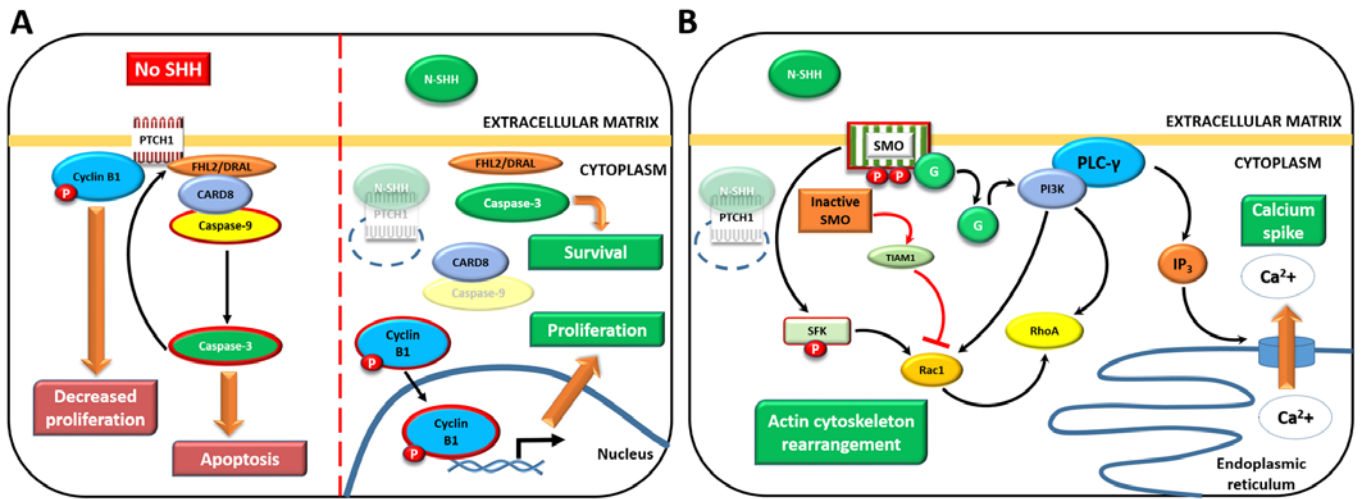 A
No SHH
PTCH1
Cyclin B1
P
FHL2/DRAL
CARD8
Caspase-9
Caspase-3
Decreased
proliferation
Apoptosis
N-SHH
EXTRACELLULAR MATRIX
CYTOPLASM
FHL2/DRAL
N-SHH
PTCH1
Caspase-3
Survival
CARD8
Caspase-9
Proliferation
Cyclin
B1
P
Cyclin
B1
P
Nucleus
B
N-SHH
EXTRACELLULAR MATRIX
CYTOPLASM
SMO
P
P
G
G
PLC-γ
PI3K
N-SHH
PTCH1
Inactive
SMO
TIAM1
Calcium
spike
IP3
Ca2+
SFK
P
Rac1
RhoA
Ca2+
Actin cytoskeleton
rearrangement
Endoplasmic
reticulum